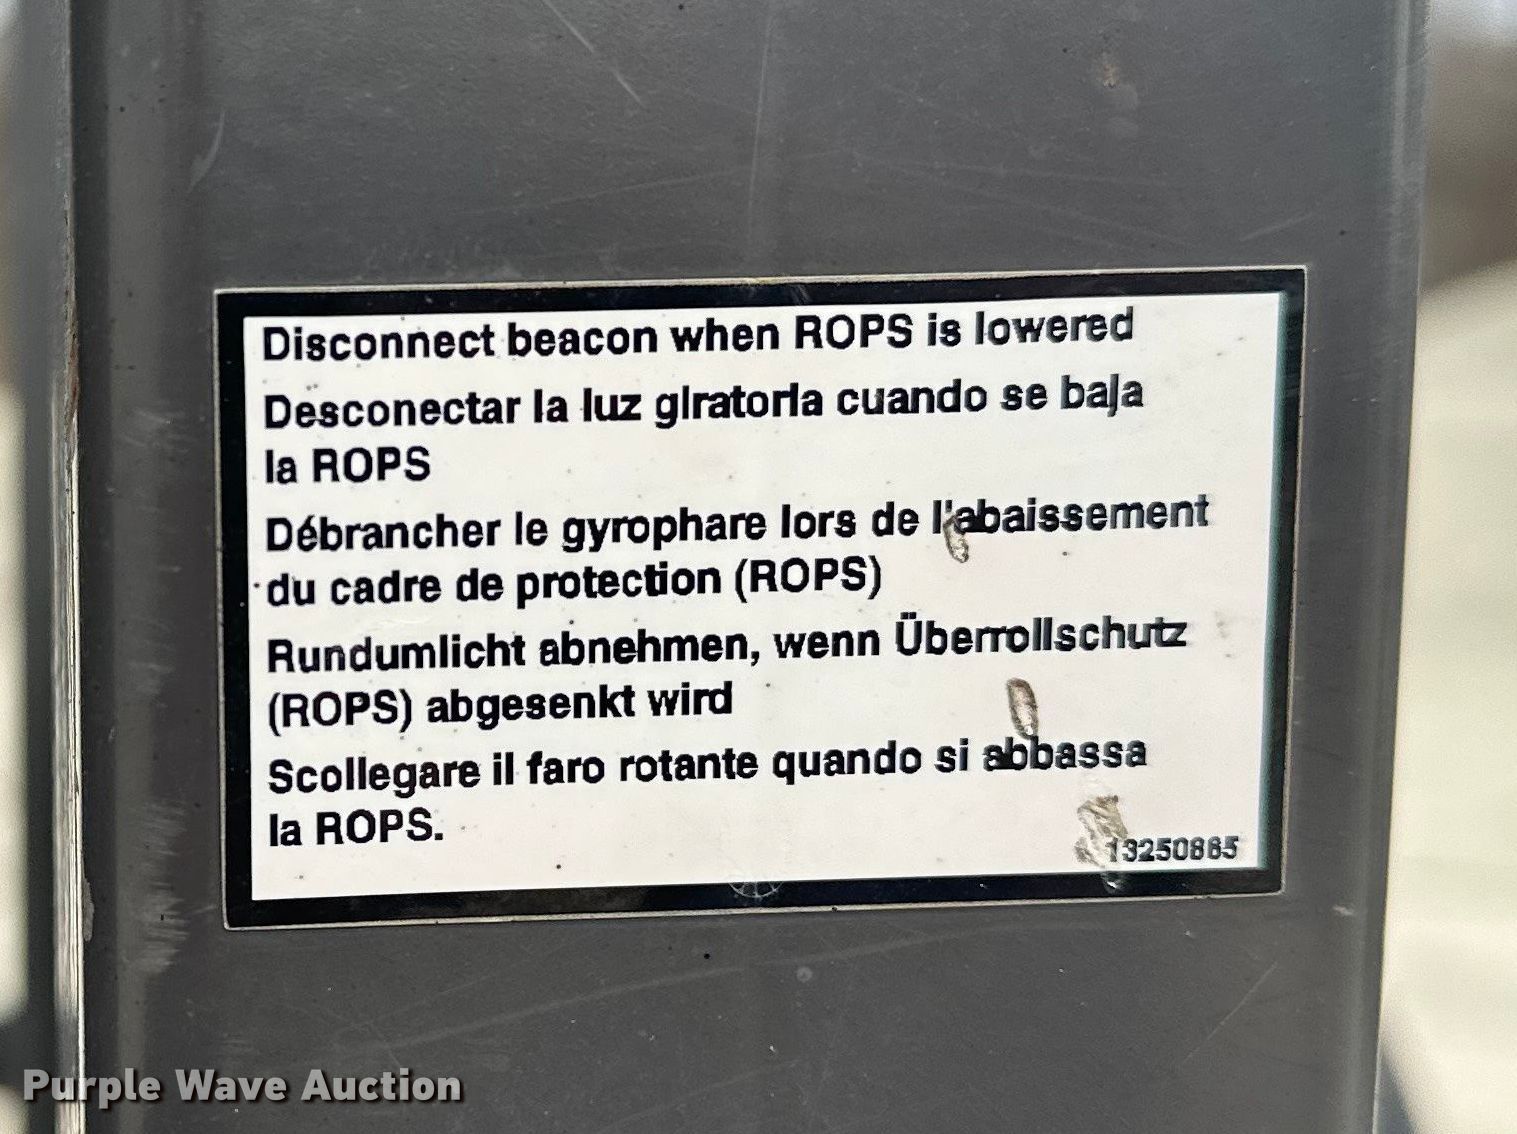 Disconnect beacon when ROPS is lowered
Desconectar la luz giratoria cuando se baja
la ROPS
Débrancher le gyrophare lors de l'abaissement
du cadre de protection (ROPS)
Rundumlicht abnehmen, wenn Überrollschutz
(ROPS) abgesenkt wird
Scollegare il faro rotante quando si abbassa
la ROPS.
13250865
Purple Wave Auction